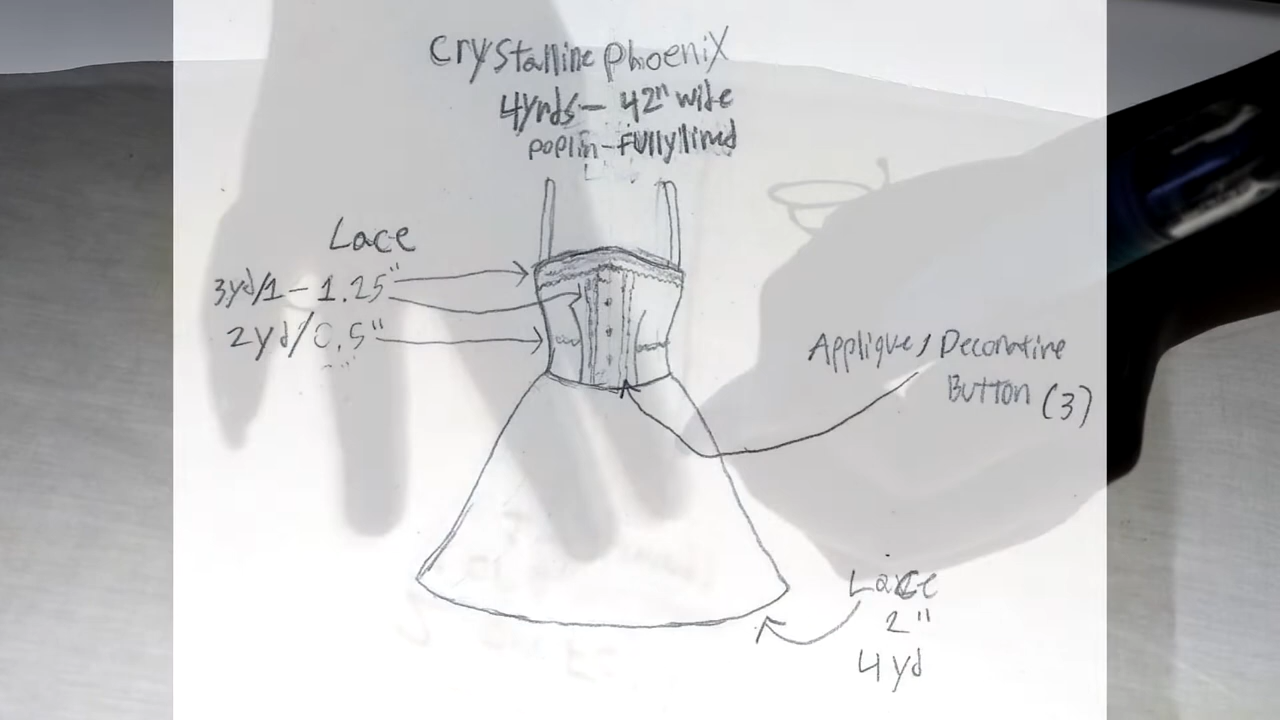 Crystalline Phoenix
4yrds - 42" wide
poplin - fully lined
Lace
3yd/1 - 1.25"
2yd/0.5"
Applique, Decorative
Button (3)
Lace
2"
4yd